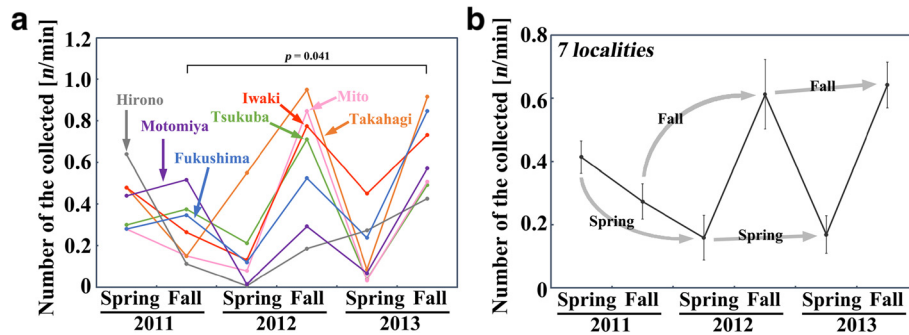 a
Number of the collected [n/min]
1.2
1.0
0.8
0.6
0.4
0.2
0
p = 0.041
Hirono
Motomiya
Fukushima
Iwaki
Tsukuba
Mito
Takahagi
Spring Fall Spring Fall Spring Fall
2011 2012 2013
b
Number of the collected [n/min]
0.8
0.6
0.4
0.2
0
7 localities
Fall
Fall
Spring
Spring
Spring Fall Spring Fall Spring Fall
2011 2012 2013